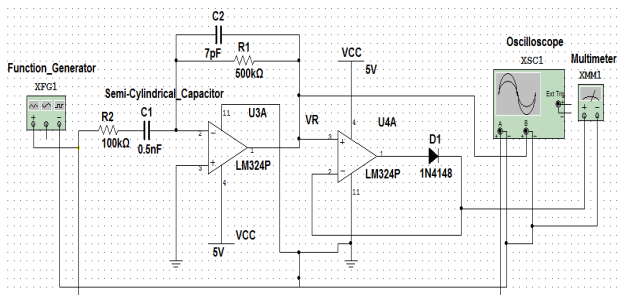 C2
7pF
R1
500kΩ
VCC
5V
Oscilloscope
XSC1
Multimeter
XMM1
Ext Trig
Function_Generator
XFG1
Semi-Cylindrical_Capacitor
R2
100kΩ
C1
0.5nF
11
U3A
2
3
1
4
LM324P
VCC
5V
VR
4
U4A
3
2
1
11
LM324P
D1
1N4148
A
B